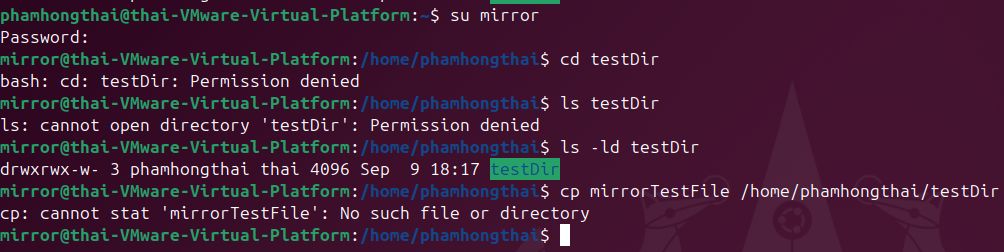 phamhongthai@thai-VMware-Virtual-Platform:~$ su mirror
Password:
mirror@thai-VMware-Virtual-Platform:/home/phamhongthai$ cd testDir
bash: cd: testDir: Permission denied
mirror@thai-VMware-Virtual-Platform:/home/phamhongthai$ ls testDir
ls: cannot open directory 'testDir': Permission denied
mirror@thai-VMware-Virtual-Platform:/home/phamhongthai$ ls -ld testDir
drwxrwx-w- 3 phamhongthai thai 4096 Sep  9 18:17 testDir
mirror@thai-VMware-Virtual-Platform:/home/phamhongthai$ cp mirrorTestFile /home/phamhongthai/testDir
cp: cannot stat 'mirrorTestFile': No such file or directory
mirror@thai-VMware-Virtual-Platform:/home/phamhongthai$